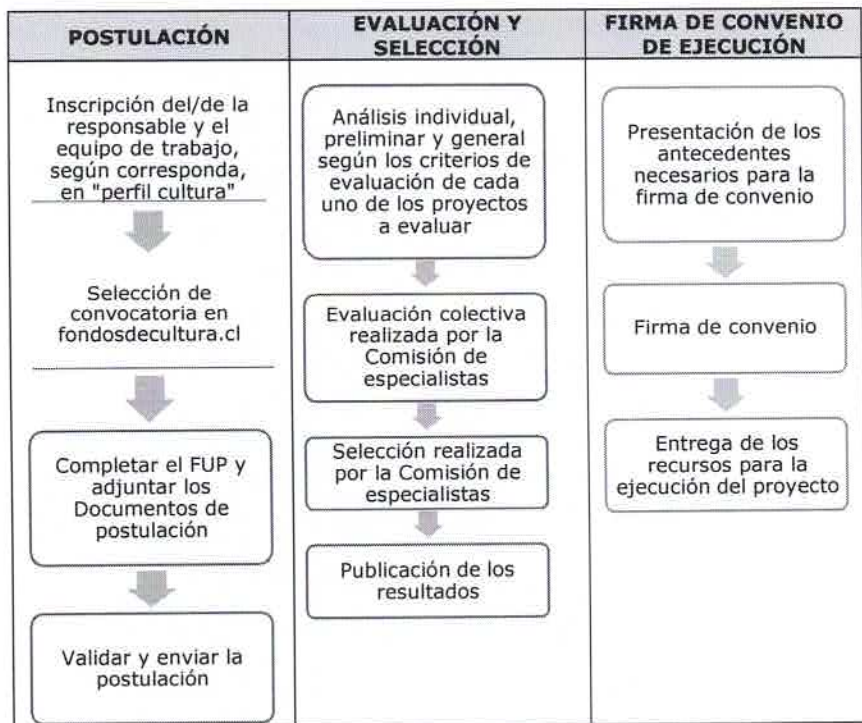 POSTULACIÓN
EVALUACIÓN Y
SELECCIÓN
FIRMA DE CONVENIO
DE EJECUCIÓN
Inscripción del/de la
responsable y el
equipo de trabajo,
según corresponda,
en "perfil cultura"
Selección de
convocatoria en
fondosdecultura.cl
Completar el FUP y
adjuntar los
Documentos de
postulación
Validar y enviar la
postulación
Análisis individual,
preliminar y general
según los criterios de
evaluación de cada
uno de los proyectos
a evaluar
Evaluación colectiva
realizada por la
Comisión de
especialistas
Selección realizada
por la Comisión de
especialistas
Publicación de los
resultados
Presentación de los
antecedentes
necesarios para la
firma de convenio
Firma de convenio
Entrega de los
recursos para la
ejecución del proyecto